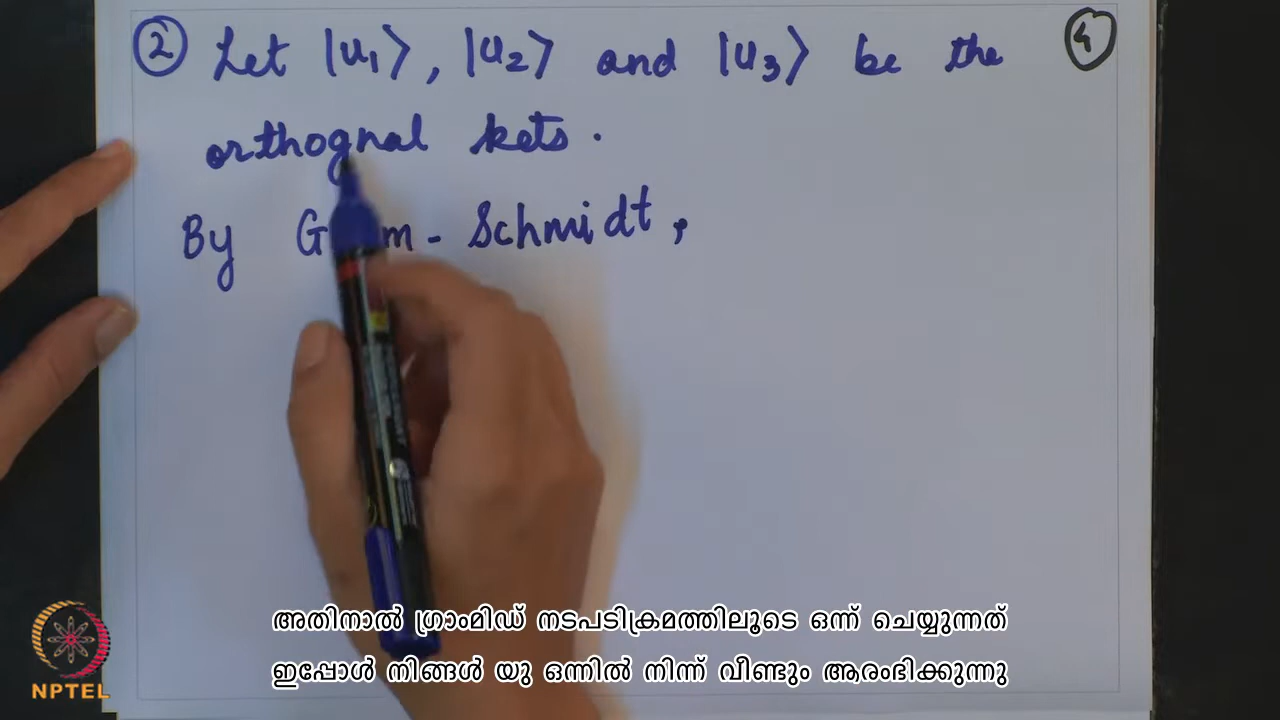 ② Let |u₁⟩, |u₂⟩ and |u₃⟩ be the ④
orthognal kets.
By G m - Schmidt,
അതിനാൽ ഗ്രാംമിഡ് നടപടിക്രമത്തിലൂടെ ഒന്ന് ചെയ്യുന്നത്
ഇപ്പോൾ നിങ്ങൾ യു ഒന്നിൽ നിന്ന് വീണ്ടും ആരംഭിക്കുന്നു
NPTEL